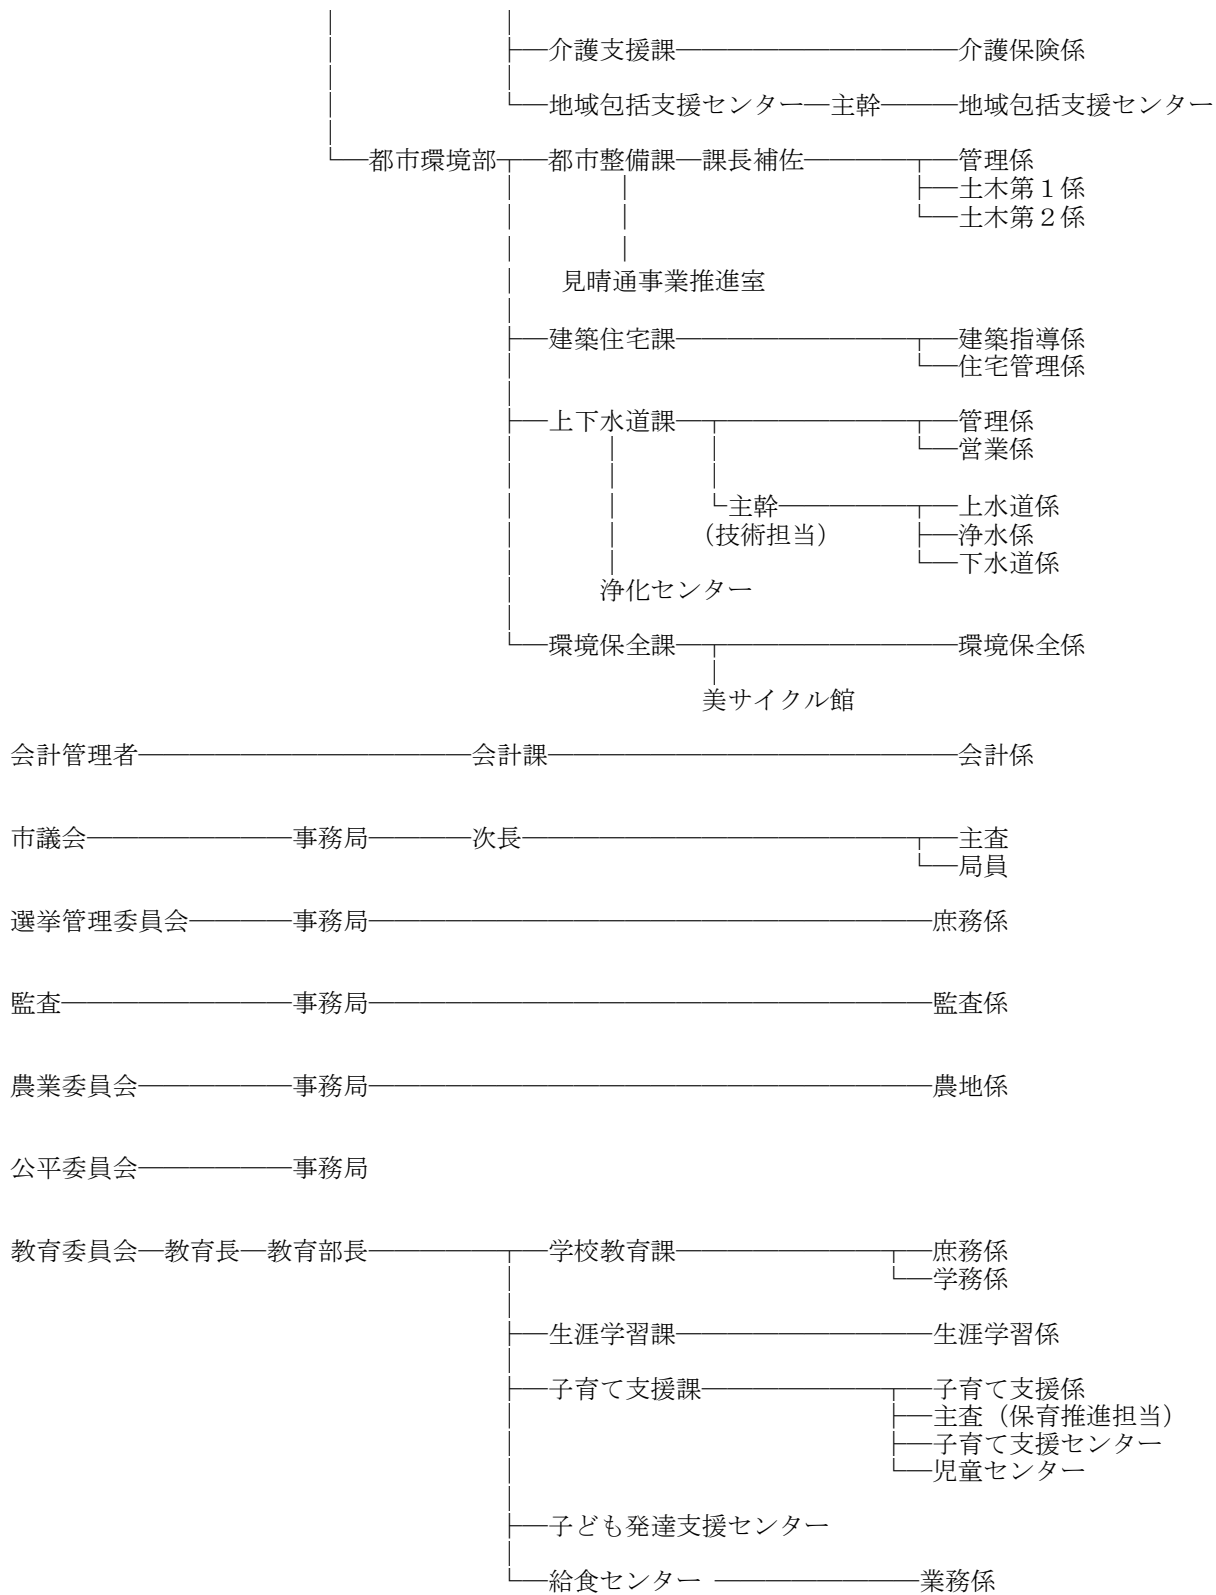 介護支援課 介護保険係
地域包括支援センター 主幹 地域包括支援センター
都市環境部 都市整備課 課長補佐 管理係
土木第１係
土木第２係
見晴通事業推進室
建築住宅課 建築指導係
住宅管理係
上下水道課 管理係
営業係
主幹 上水道係
（技術担当） 浄水係
下水道係
浄化センター
環境保全課 環境保全係
美サイクル館
会計管理者 会計課 会計係
市議会 事務局 次長 主査
局員
選挙管理委員会 事務局 庶務係
監査 事務局 監査係
農業委員会 事務局 農地係
公平委員会 事務局
教育委員会 教育長 教育部長 学校教育課 庶務係
学務係
生涯学習課 生涯学習係
子育て支援課 子育て支援係
主査（保育推進担当）
子育て支援センター
児童センター
子ども発達支援センター
給食センター 業務係